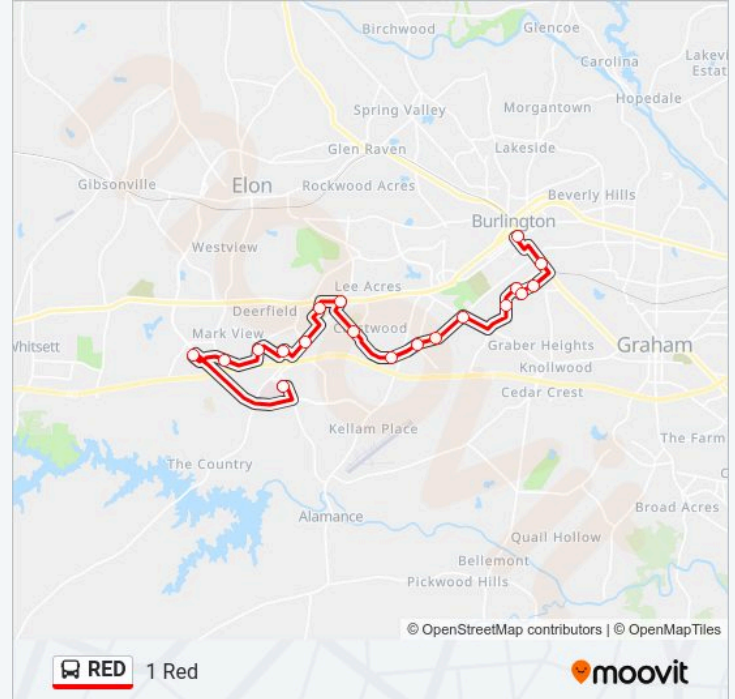 Birchwood
Glencoe
Carolina
Lakevi
Estat
Hopedale
Spring Valley
Morgantown
Glen Raven
Lakeside
Gibsonville
Elon
Rockwood Acres
Beverly Hills
Burlington
Westview
Lee Acres
Deerfield
Mark View
Whitsett
Graber Heights
Graham
Knollwood
Cedar Crest
Kellam Place
The Farm
The Country
Alamance
Broad Acres
Quail Hollow
Bellemont
Pickwood Hills
© OpenStreetMap contributors | © OpenMapTiles
RED 1 Red
moovit